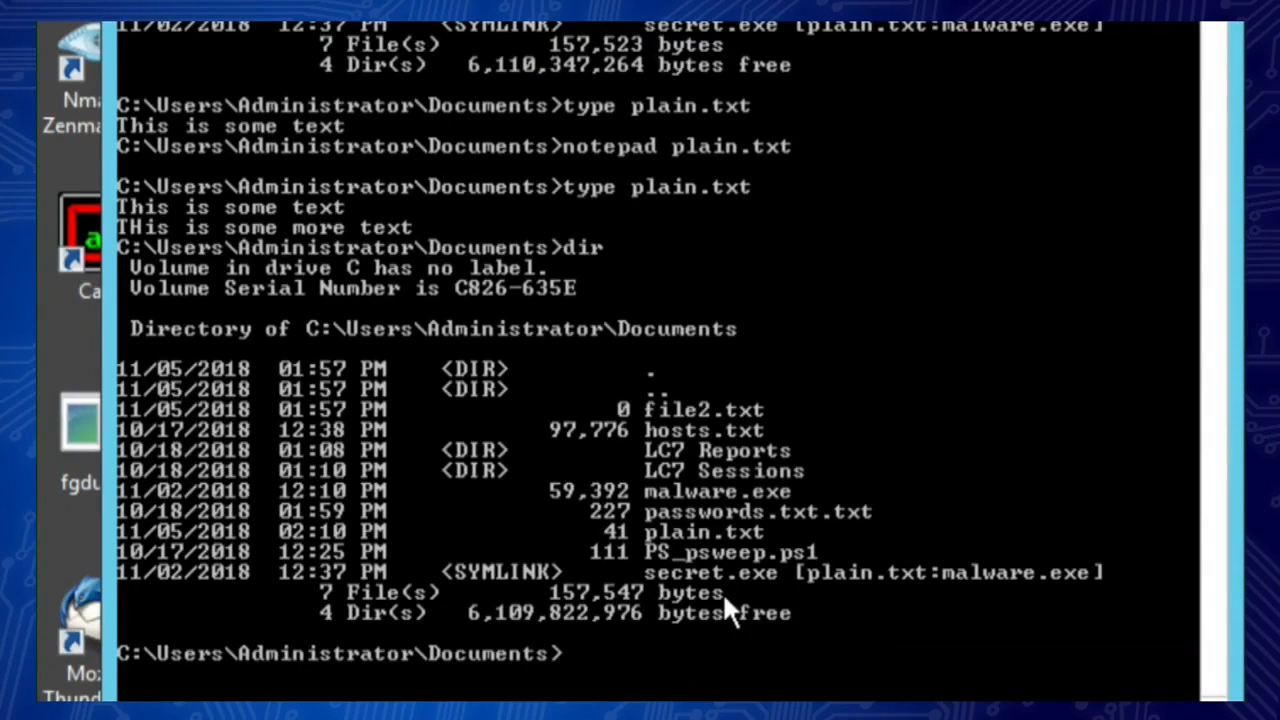 11/02/2018  12:37 PM    <SYMLINK>      secret.exe [plain.txt:malware.exe]
7 File(s)        157,523 bytes
4 Dir(s)  6,110,347,264 bytes free
C:\Users\Administrator\Documents>type plain.txt
This is some text
C:\Users\Administrator\Documents>notepad plain.txt
C:\Users\Administrator\Documents>type plain.txt
This is some text
THis is some more text
C:\Users\Administrator\Documents>dir
Volume in drive C has no label.
Volume Serial Number is C826-635E
Directory of C:\Users\Administrator\Documents
11/05/2018  01:57 PM    <DIR>          .
11/05/2018  01:57 PM    <DIR>          ..
11/05/2018  01:57 PM                 0 file2.txt
10/17/2018  12:38 PM            97,776 hosts.txt
10/18/2018  01:08 PM    <DIR>          LC7 Reports
10/18/2018  01:10 PM    <DIR>          LC7 Sessions
11/02/2018  12:10 PM            59,392 malware.exe
10/18/2018  01:59 PM               227 passwords.txt.txt
11/05/2018  02:10 PM                41 plain.txt
10/17/2018  12:25 PM               111 PS_psweep.ps1
11/02/2018  12:37 PM    <SYMLINK>      secret.exe [plain.txt:malware.exe]
7 File(s)        157,547 bytes
4 Dir(s)  6,109,822,976 bytes free
C:\Users\Administrator\Documents>
Nma
Zenma
a
Ca
fgdu
Moz
Thund